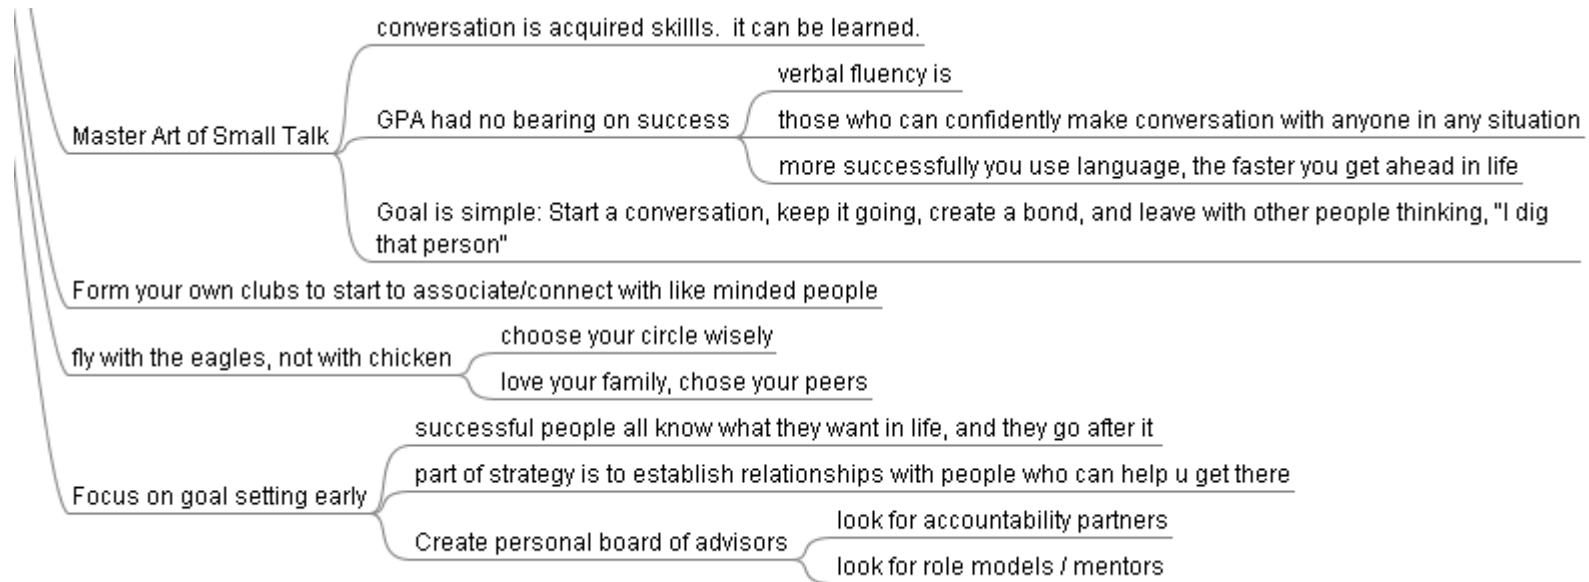 conversation is acquired skillls.  it can be learned.
verbal fluency is
GPA had no bearing on success
those who can confidently make conversation with anyone in any situation
Master Art of Small Talk
more successfully you use language, the faster you get ahead in life
Goal is simple: Start a conversation, keep it going, create a bond, and leave with other people thinking, "I dig
that person"
Form your own clubs to start to associate/connect with like minded people
choose your circle wisely
fly with the eagles, not with chicken
love your family, chose your peers
successful people all know what they want in life, and they go after it
part of strategy is to establish relationships with people who can help u get there
Focus on goal setting early
look for accountability partners
Create personal board of advisors
look for role models / mentors